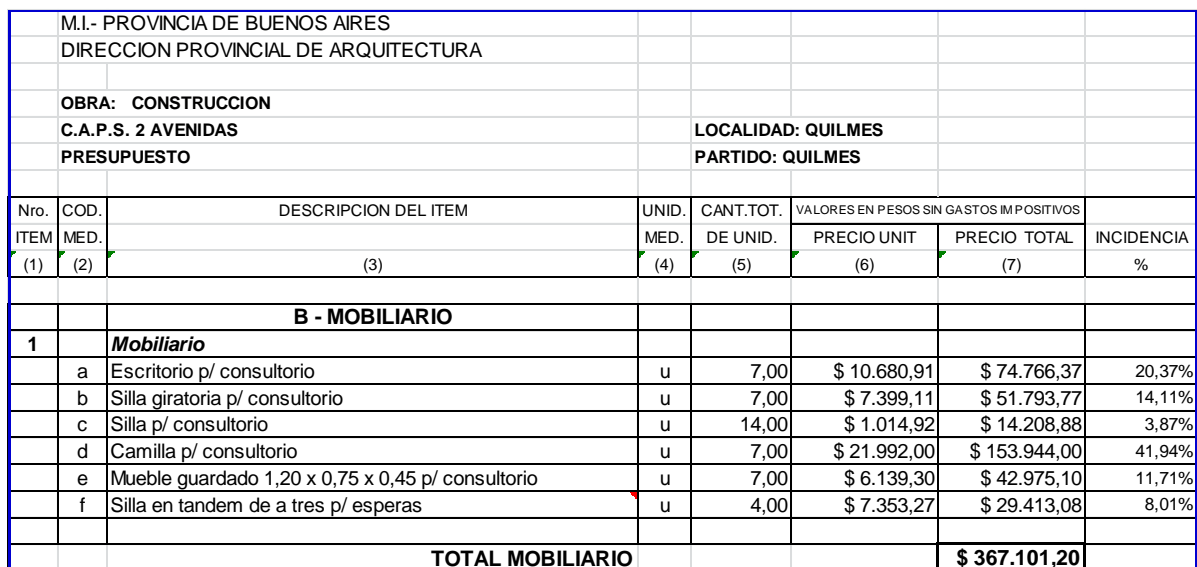 M.I.- PROVINCIA DE BUENOS AIRES
DIRECCION PROVINCIAL DE ARQUITECTURA
OBRA: CONSTRUCCION
C.A.P.S. 2 AVENIDAS LOCALIDAD: QUILMES
PRESUPUESTO PARTIDO: QUILMES
Nro. COD. DESCRIPCION DEL ITEM UNID. CANT.TOT. VALORES EN PESOS SIN GASTOS IMPOSITIVOS
ITEM MED. MED. DE UNID. PRECIO UNIT PRECIO TOTAL INCIDENCIA
(1) (2) (3) (4) (5) (6) (7) %
B - MOBILIARIO
1 Mobiliario
a Escritorio p/ consultorio u 7,00 $ 10.680,91 $ 74.766,37 20,37%
b Silla giratoria p/ consultorio u 7,00 $ 7.399,11 $ 51.793,77 14,11%
c Silla p/ consultorio u 14,00 $ 1.014,92 $ 14.208,88 3,87%
d Camilla p/ consultorio u 7,00 $ 21.992,00 $ 153.944,00 41,94%
e Mueble guardado 1,20 x 0,75 x 0,45 p/ consultorio u 7,00 $ 6.139,30 $ 42.975,10 11,71%
f Silla en tandem de a tres p/ esperas u 4,00 $ 7.353,27 $ 29.413,08 8,01%
TOTAL MOBILIARIO $ 367.101,20